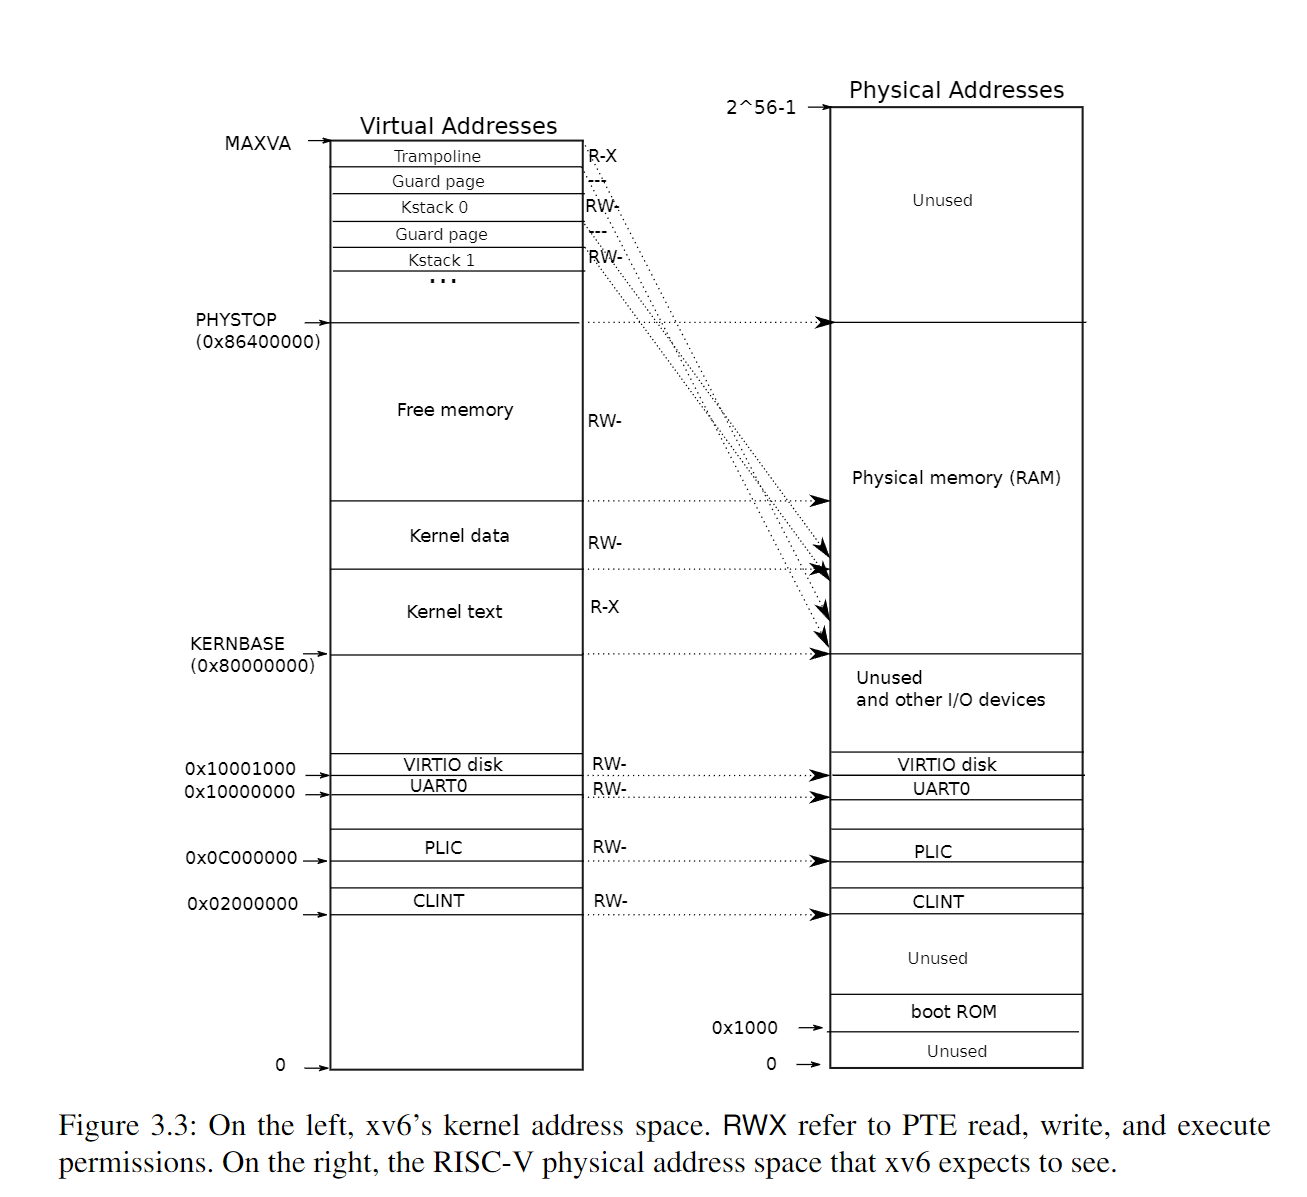 Physical Addresses
2^56-1
Virtual Addresses
MAXVA
Trampoline
R-X
Guard page
---
Unused
Kstack 0
RW-
Guard page
---
Kstack 1
RW-
...
PHYSTOP
(0x86400000)
Free memory
RW-
Physical memory (RAM)
Kernel data
RW-
Kernel text
R-X
KERNBASE
(0x80000000)
Unused
and other I/O devices
0x10001000
VIRTIO disk
RW-
VIRTIO disk
0x10000000
UART0
RW-
UART0
0x0C000000
PLIC
RW-
PLIC
0x02000000
CLINT
RW-
CLINT
Unused
boot ROM
0x1000
Unused
0
0
Figure 3.3: On the left, xv6's kernel address space. RWX refer to PTE read, write, and execute
permissions. On the right, the RISC-V physical address space that xv6 expects to see.